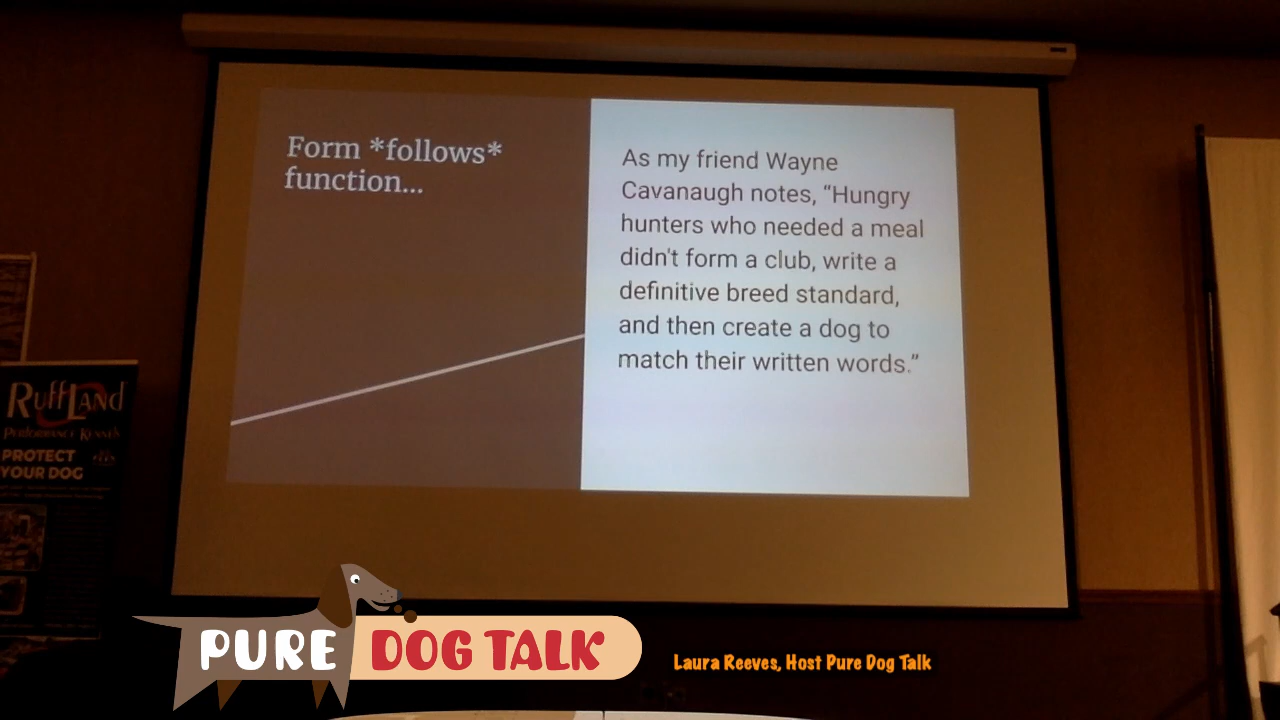 Form *follows*
function...
As my friend Wayne
Cavanaugh notes, “Hungry
hunters who needed a meal
didn't form a club, write a
definitive breed standard,
and then create a dog to
match their written words.”
RUFFLAND
PERFORMANCE KENNELS
PROTECT
YOUR DOG
PURE DOG TALK
Laura Reeves, Host Pure Dog Talk